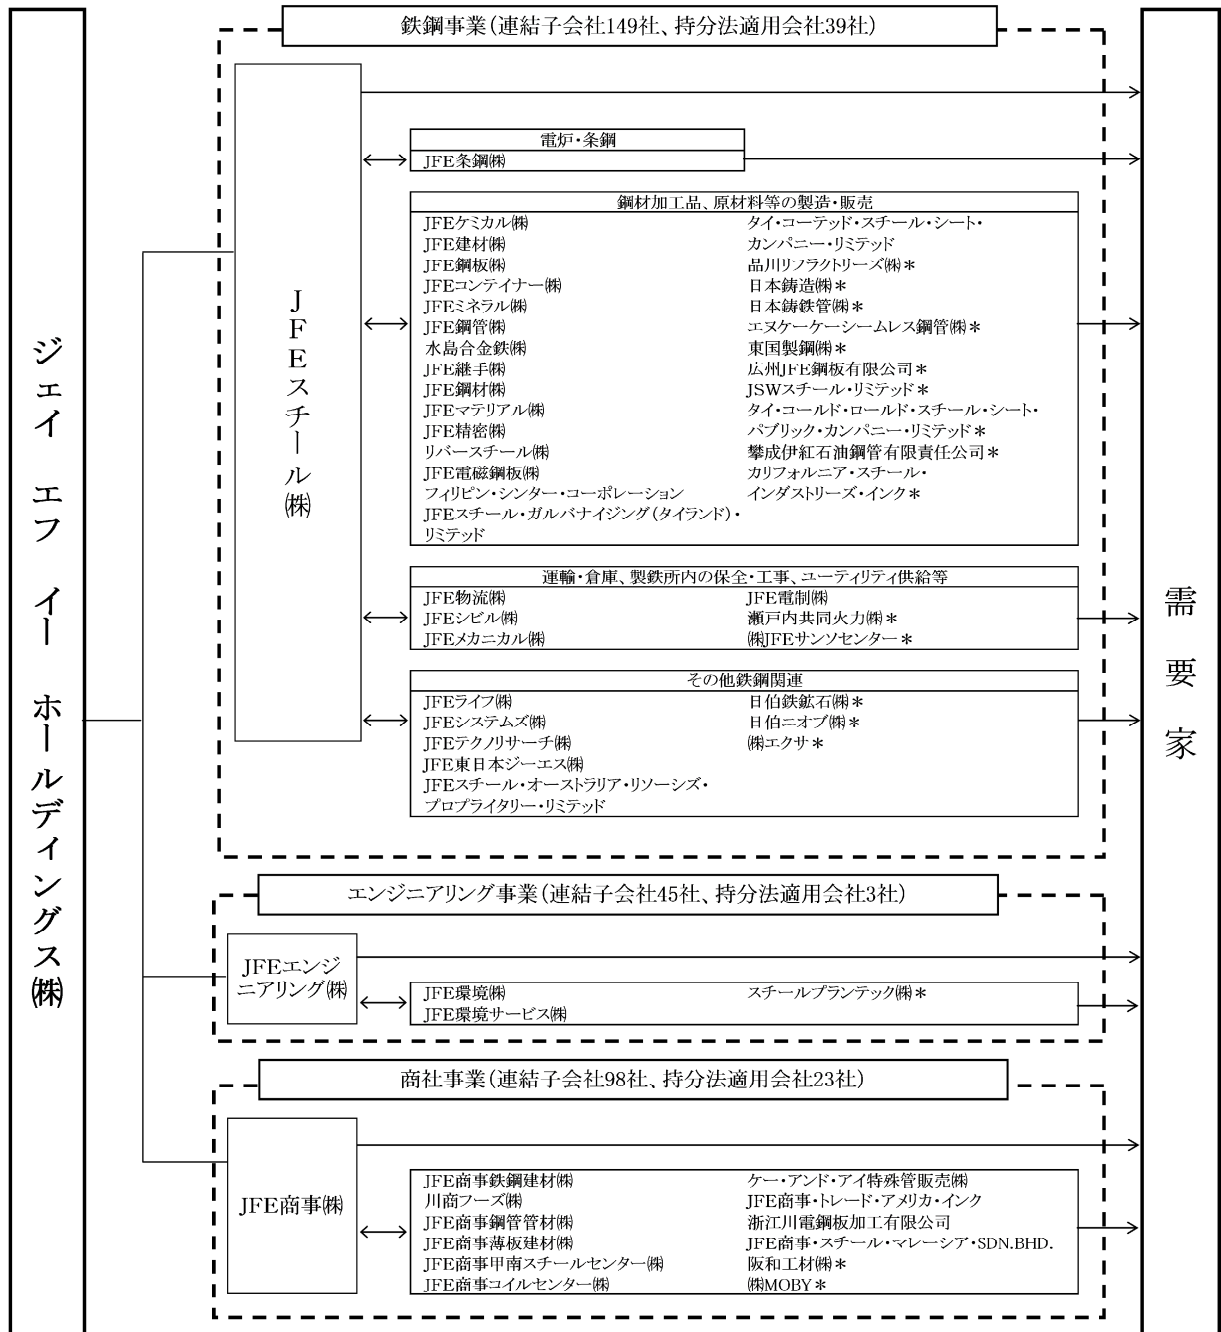 ジェイ エフ イー ホールディングス㈱
鉄鋼事業(連結子会社149社、持分法適用会社39社)
JFEスチール㈱
電炉・条鋼
JFE条鋼㈱
鋼材加工品、原材料等の製造・販売
JFEケミカル㈱
JFE建材㈱
JFE鋼板㈱
JFEコンテイナー㈱
JFEミネラル㈱
JFE鋼管㈱
水島合金鉄㈱
JFE継手㈱
JFE鋼材㈱
JFEマテリアル㈱
JFE精密㈱
リバースチール㈱
JFE電磁鋼板㈱
フィリピン・シンター・コーポレーション
JFEスチール・ガルバナイジング(タイランド)・
リミテッド
タイ・コーテッド・スチール・シート・
カンパニー・リミテッド
品川リフラクトリーズ㈱*
日本鋳造㈱*
日本鋳鉄管㈱*
エヌケーケーシームレス鋼管㈱*
東国製鋼㈱*
広州JFE鋼板有限公司*
JSWスチール・リミテッド*
タイ・コールド・ロールド・スチール・シート・
パブリック・カンパニー・リミテッド*
攀成伊紅石油鋼管有限責任公司*
カリフォルニア・スチール・
インダストリーズ・インク*
運輸・倉庫、製鉄所内の保全・工事、ユーティリティ供給等
JFE物流㈱
JFEシビル㈱
JFEメカニカル㈱
JFE電制㈱
瀬戸内共同火力㈱*
㈱JFEサンソセンター*
その他鉄鋼関連
JFEライフ㈱
JFEシステムズ㈱
JFEテクノリサーチ㈱
JFE東日本ジーエス㈱
JFEスチール・オーストラリア・リソーシズ・
プロプライタリー・リミテッド
日伯鉄鉱石㈱*
日伯ニオブ㈱*
㈱エクサ*
エンジニアリング事業(連結子会社45社、持分法適用会社3社)
JFEエンジ
ニアリング㈱
JFE環境㈱
JFE環境サービス㈱
スチールプランテック㈱*
商社事業(連結子会社98社、持分法適用会社23社)
JFE商事㈱
JFE商事鉄鋼建材㈱
川商フーズ㈱
JFE商事鋼管管材㈱
JFE商事薄板建材㈱
JFE商事甲南スチールセンター㈱
JFE商事コイルセンター㈱
ケー・アンド・アイ特殊管販売㈱
JFE商事・トレード・アメリカ・インク
浙江川電鋼板加工有限公司
JFE商事・スチール・マレーシア・SDN.BHD.
阪和工材㈱*
㈱MOBY*
需要家